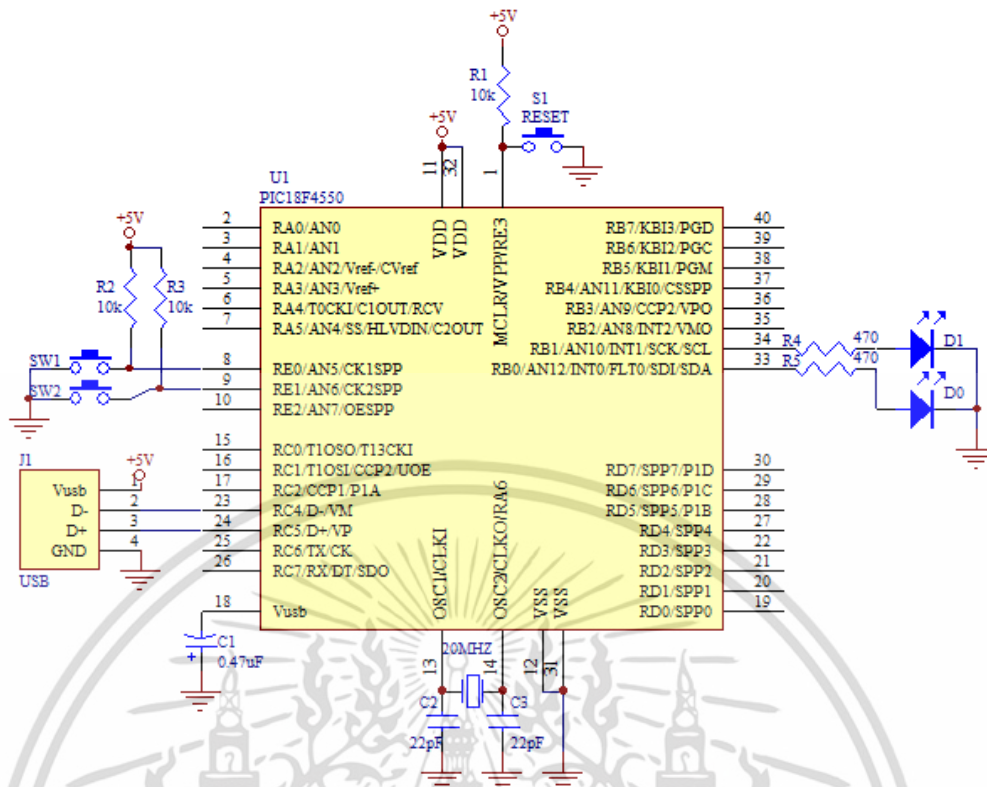 +5V
R1
10k
S1
RESET
+5V
11
32
1
U1
PIC18F4550
VDD
VDD
MCLR/VPP/RE3
+5V
R2
10k
R3
10k
SW1
SW2
2 RA0/AN0
3 RA1/AN1
4 RA2/AN2/Vref-/CVref
5 RA3/AN3/Vref+
6 RA4/T0CKI/C1OUT/RCV
7 RA5/AN4/SS/HLVDIN/C2OUT
8 RE0/AN5/CK1SPP
9 RE1/AN6/CK2SPP
10 RE2/AN7/OESPP
15 RC0/T1OSO/T13CKI
16 RC1/T1OSI/CCP2/UOE
17 RC2/CCP1/P1A
23 RC4/D-/VM
24 RC5/D+/VP
25 RC6/TX/CK
26 RC7/RX/DT/SDO
18 Vusb
RB7/KBI3/PGD 40
RB6/KBI2/PGC 39
RB5/KBI1/PGM 38
RB4/AN11/KBI0/CSSPP 37
RB3/AN9/CCP2/VPO 36
RB2/AN8/INT2/VMO 35
RB1/AN10/INT1/SCK/SCL 34
RB0/AN12/INT0/FLT0/SDI/SDA 33
R4 470 D1
R5 470 D0
RD7/SPP7/P1D 30
RD6/SPP6/P1C 29
RD5/SPP5/P1B 28
RD4/SPP4 27
RD3/SPP3 22
RD2/SPP2 21
RD1/SPP1 20
RD0/SPP0 19
J1
+5V
Vusb 1
D- 2
D+ 3
GND 4
USB
C1
0.47uF
+
OSC1/CLKI
OSC2/CLKO/RA6
VSS
VSS
13
20MHZ
14
12
31
C2
22pF
C3
22pF